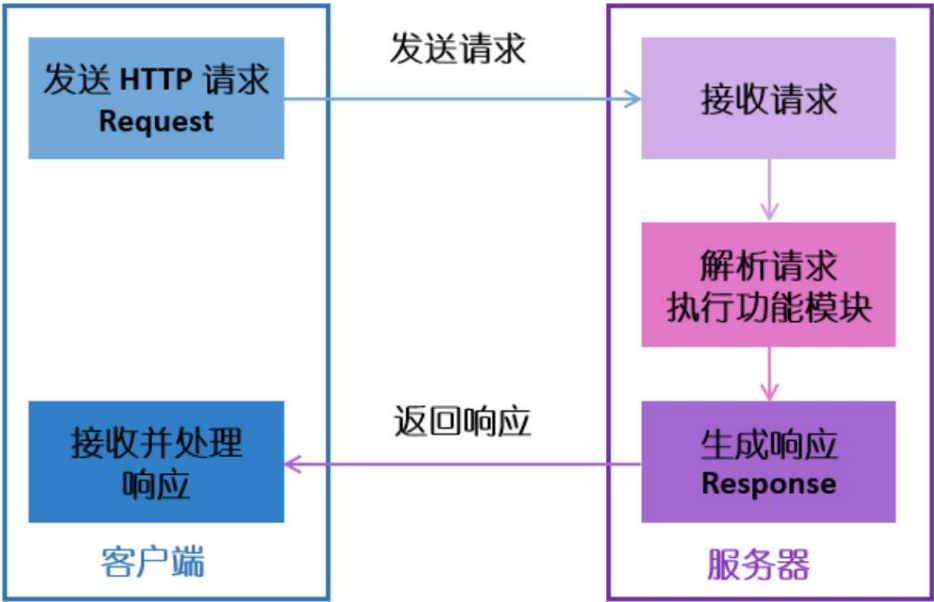 发送 HTTP 请求
Request
发送请求
接收请求
解析请求
执行功能模块
生成响应
Response
返回响应
接收并处理
响应
客户端
服务器